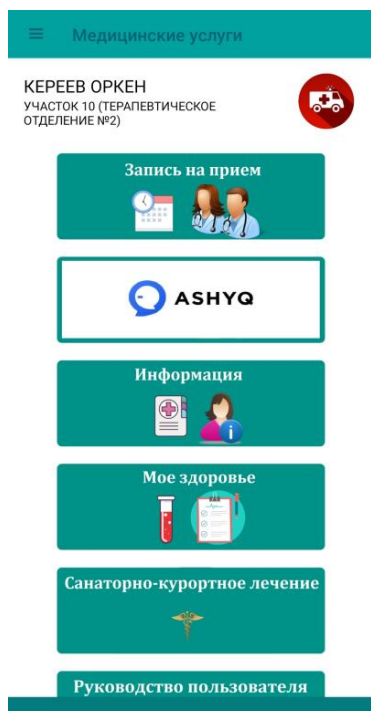 Медицинские услуги
КЕРЕЕВ ОРКЕН
УЧАСТОК 10 (ТЕРАПЕВТИЧЕСКОЕ
ОТДЕЛЕНИЕ №2)
Запись на прием
ASHYQ
Информация
Мое здоровье
Санаторно-курортное лечение
Руководство пользователя